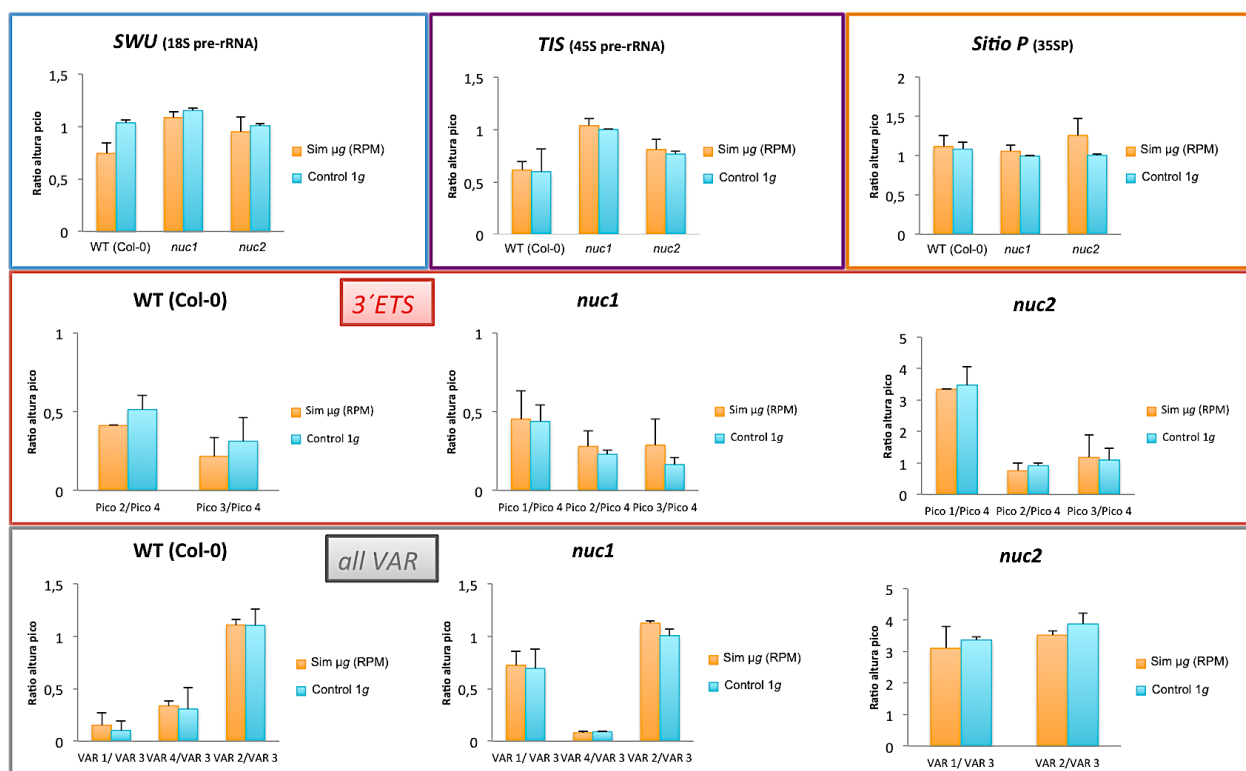 SWU (18S pre-rRNA)
Ratio altura pcio
1,5
1
0,5
0
WT (Col-0) nuc1 nuc2
Sim µg (RPM)
Control 1g
TIS (45S pre-rRNA)
Ratio altura pico
1,5
1
0,5
0
WT (Col-0) nuc1 nuc2
Sim µg (RPM)
Control 1g
Sitio P (35SP)
Ratio altura pico
2
1,5
1
0,5
0
WT (Col-0) nuc1 nuc2
Sim µg (RPM)
Control 1g
3´ETS
WT (Col-0)
Ratio altura pico
1
0,5
0
Pico 2/Pico 4 Pico 3/Pico 4
Sim µg (RPM)
Control 1g
nuc1
Ratio altura pico
1
0,5
0
Pico 1/Pico 4 Pico 2/Pico 4 Pico 3/Pico 4
Sim µg (RPM)
Control 1g
nuc2
Ratio altura pico
5
4
3
2
1
0
Pico 1/Pico 4 Pico 2/Pico 4 Pico 3/Pico 4
Sim µg (RPM)
Control 1g
all VAR
WT (Col-0)
Ratio altura pico
1,5
1
0,5
0
VAR 1/ VAR 3 VAR 4/VAR 3 VAR 2/VAR 3
Sim µg (RPM)
Control 1g
nuc1
Ratio altura pico
1,5
1
0,5
0
VAR 1/ VAR 3 VAR 4/VAR 3 VAR 2/VAR 3
Sim µg (RPM)
Control 1g
nuc2
Ratio altura pico
5
4
3
2
1
0
VAR 1/ VAR 3 VAR 2/VAR 3
Sim µg (RPM)
Control 1g